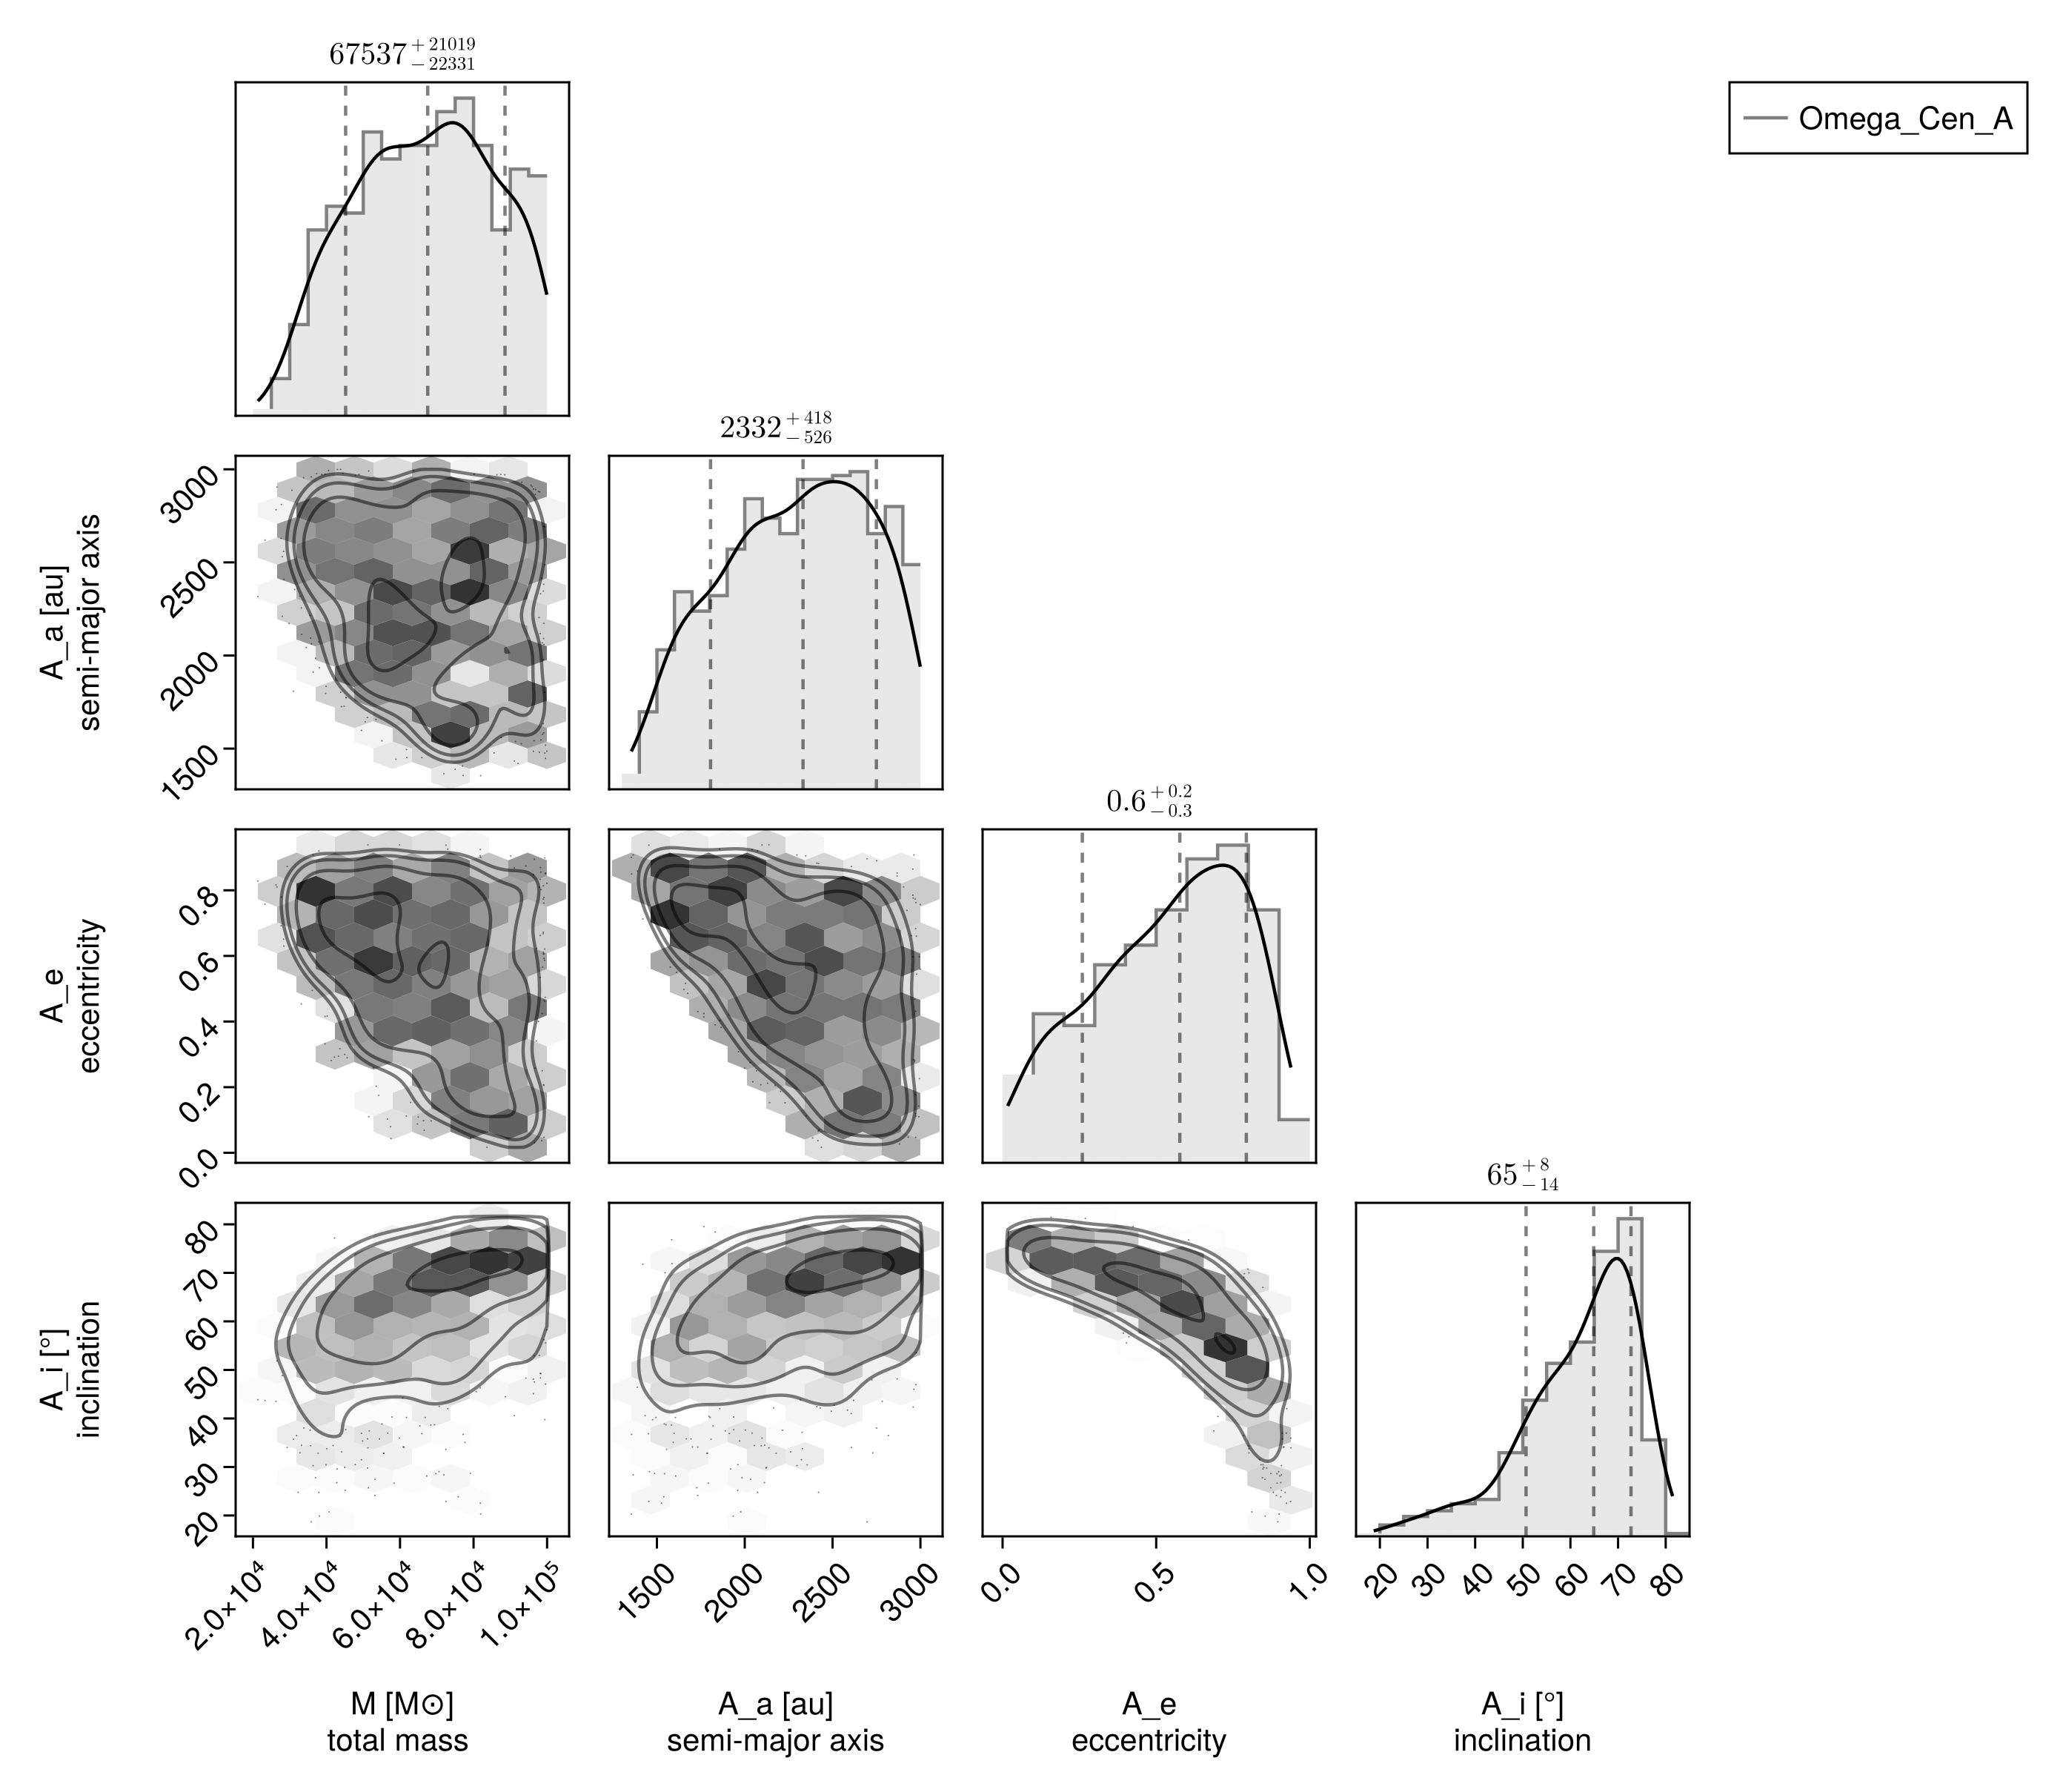 67537 +21019 −22331
Omega_Cen_A
2332 +418 −526
3000
2500
2000
1500
A_a [au]
semi-major axis
0.6 +0.2 −0.3
0.8
0.6
0.4
0.2
0.0
A_e
eccentricity
65 +8 −14
80
70
60
50
40
30
20
A_i [°]
inclination
2.0×10⁴ 4.0×10⁴ 6.0×10⁴ 8.0×10⁴ 1.0×10⁵
1500 2000 2500 3000
0.0 0.5 1.0
20 30 40 50 60 70 80
M [M⊙]
total mass
A_a [au]
semi-major axis
A_e
eccentricity
A_i [°]
inclination